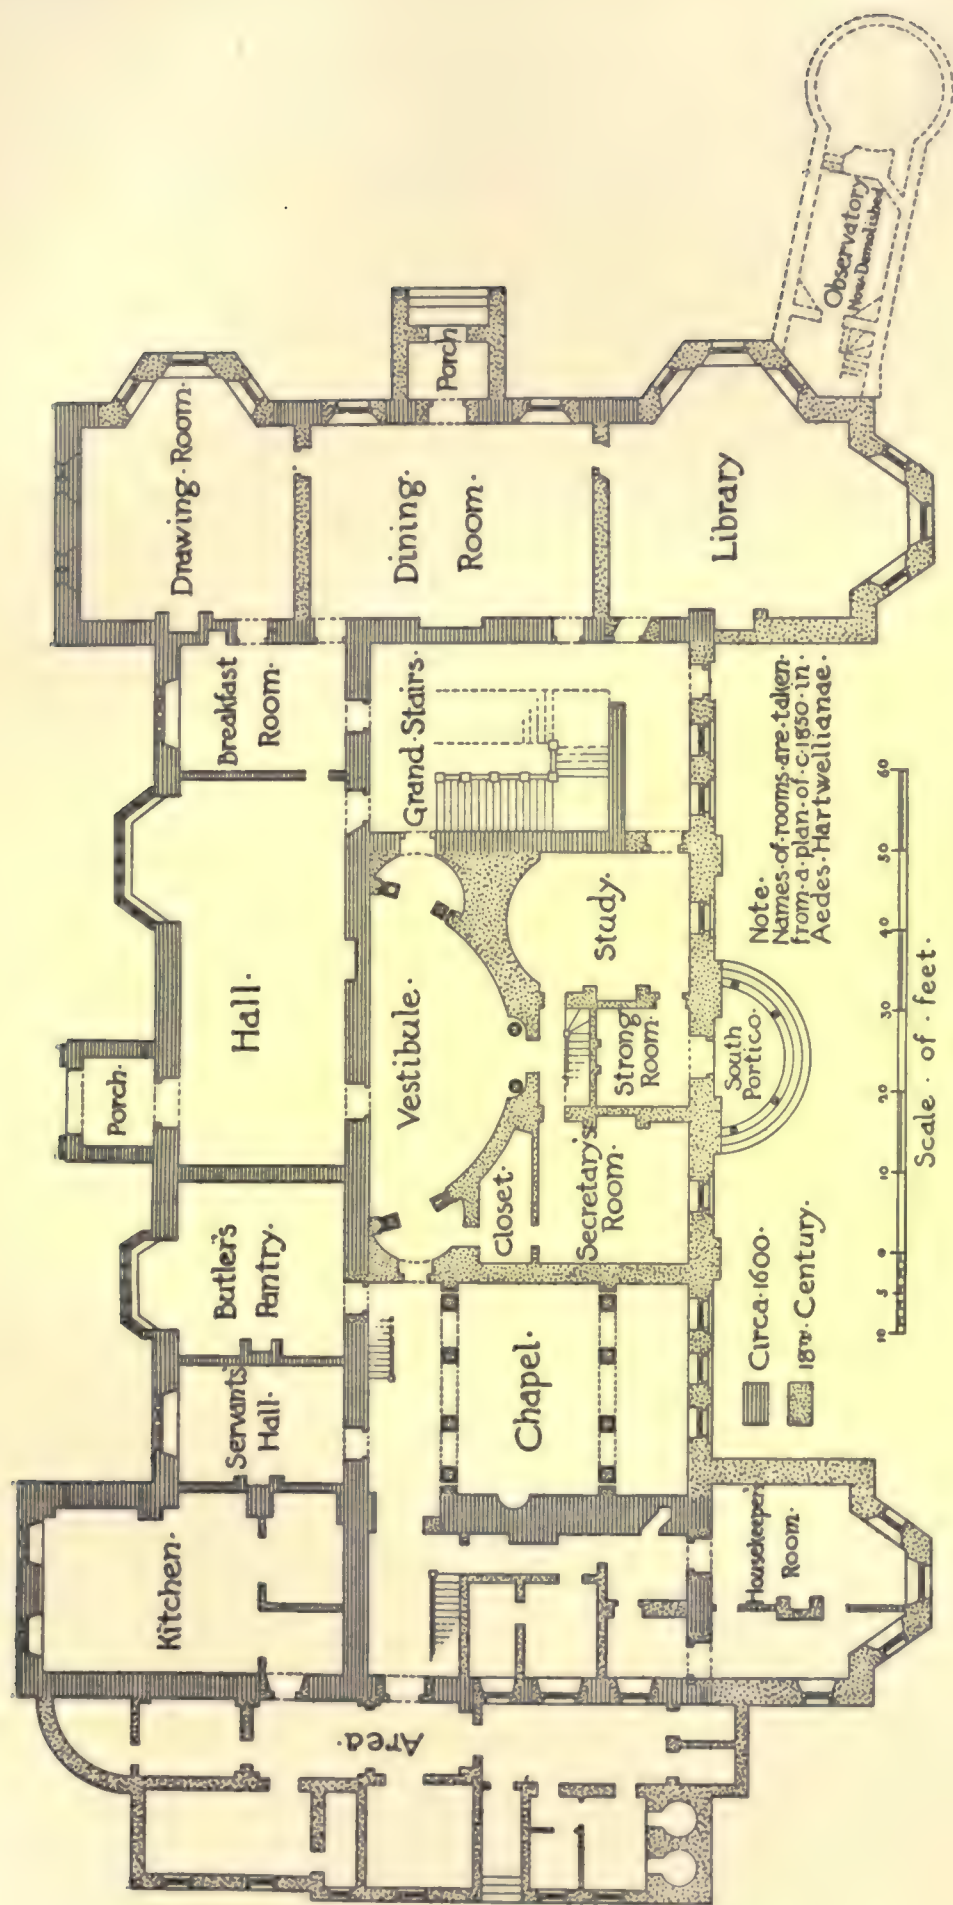 Kitchen.
Servants'
Hall.
Butler's
Pantry.
Porch.
Hall.
Breakfast
Room.
Drawing · Room.
Area.
Vestibule.
Grand · Stairs.
Dining ·
Room.
Porch
Chapel.
Closet.
Secretary's
Room.
Strong
Room.
Study.
Library
Housekeeper's
Room.
South
Portico.
Observatory
Now Demolished
Circa · 1600.
18TH Century.
Note.
Names · of · rooms · are · taken ·
from · a · plan · of · c · 1850 · in ·
Aedes · Hartwellianae.
10 5 0 10 20 30 40 50 60
Scale · of · feet.